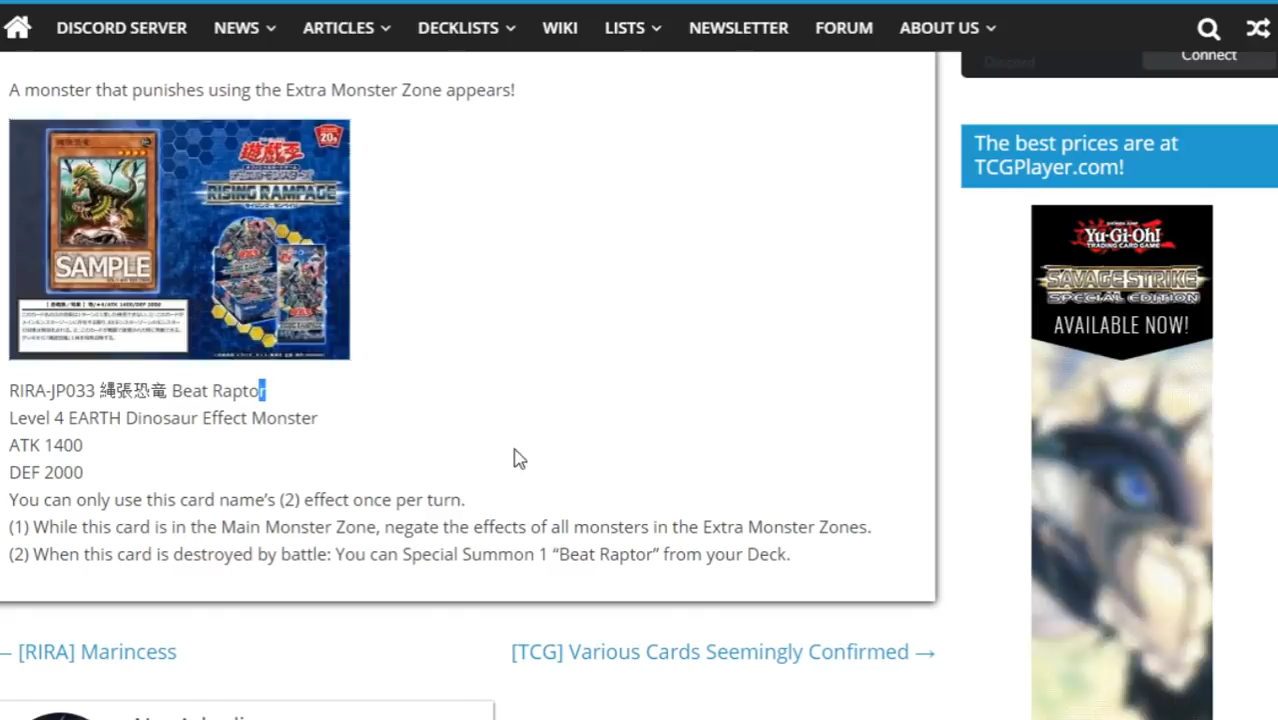 DISCORD SERVER NEWS ARTICLES DECKLISTS WIKI LISTS NEWSLETTER FORUM ABOUT US
Discord
Connect
A monster that punishes using the Extra Monster Zone appears!
20th
遊戯王
RISING RAMPAGE
SAMPLE
RIRA-JP033 縄張恐竜 Beat Raptor
Level 4 EARTH Dinosaur Effect Monster
ATK 1400
DEF 2000
You can only use this card name’s (2) effect once per turn.
(1) While this card is in the Main Monster Zone, negate the effects of all monsters in the Extra Monster Zones.
(2) When this card is destroyed by battle: You can Special Summon 1 “Beat Raptor” from your Deck.
← [RIRA] Marincess
[TCG] Various Cards Seemingly Confirmed →
The best prices are at
TCGPlayer.com!
Yu-Gi-Oh!
TRADING CARD GAME
SAVAGE STRIKE
SPECIAL EDITION
AVAILABLE NOW!